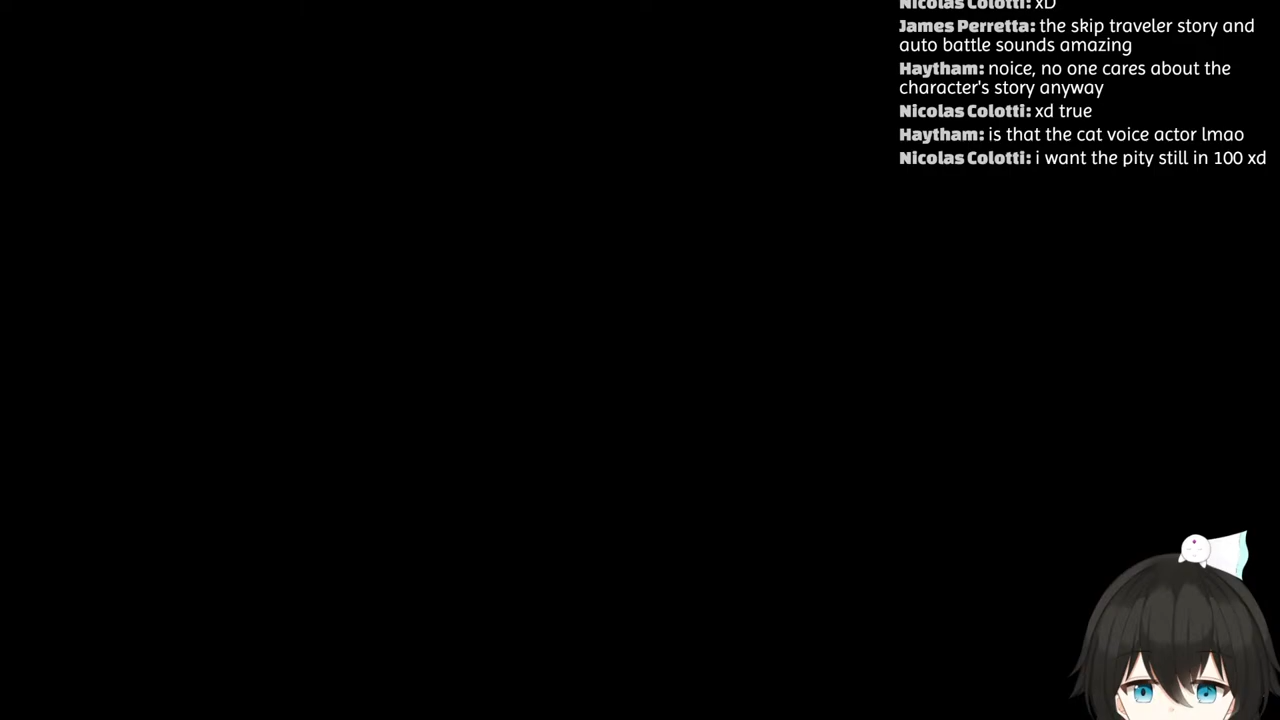 Nicolas Colotti: xD
James Perretta: the skip traveler story and
auto battle sounds amazing
Haytham: noice, no one cares about the
character's story anyway
Nicolas Colotti: xd true
Haytham: is that the cat voice actor lmao
Nicolas Colotti: i want the pity still in 100 xd